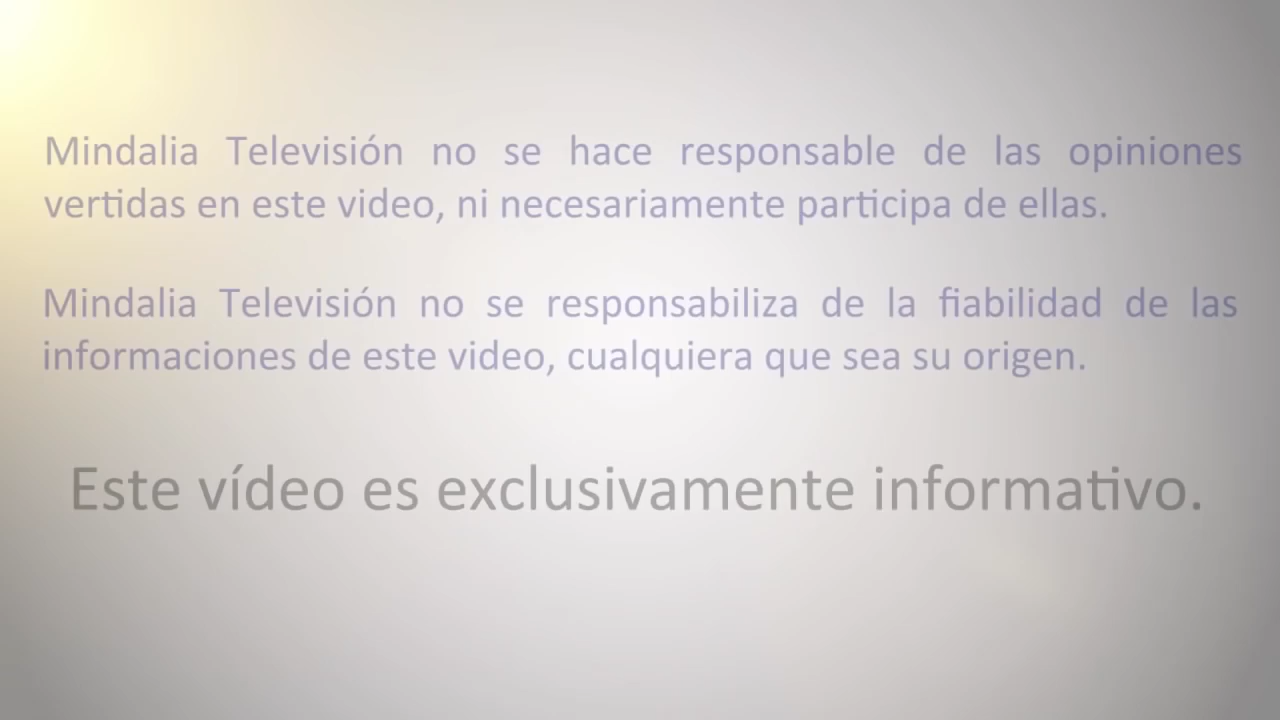 Mindalia Televisión no se hace responsable de las opiniones
vertidas en este video, ni necesariamente participa de ellas.
Mindalia Televisión no se responsabiliza de la fiabilidad de las
informaciones de este video, cualquiera que sea su origen.
Este vídeo es exclusivamente informativo.